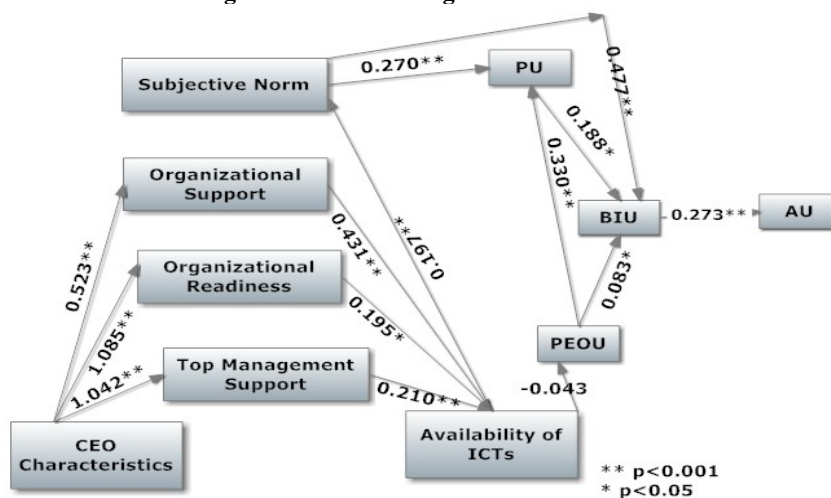 0.270**
PU
Subjective Norm
0.477**
0.188*
Organizational
Support
0.330**
0.197**
BIU
0.273**
AU
0.431**
0.523**
Organizational
Readiness
0.083*
0.195*
1.085**
PEOU
Top Management
Support
1.042**
0.210**
-0.043
CEO
Characteristics
Availability of
ICTs
** p<0.001
* p<0.05